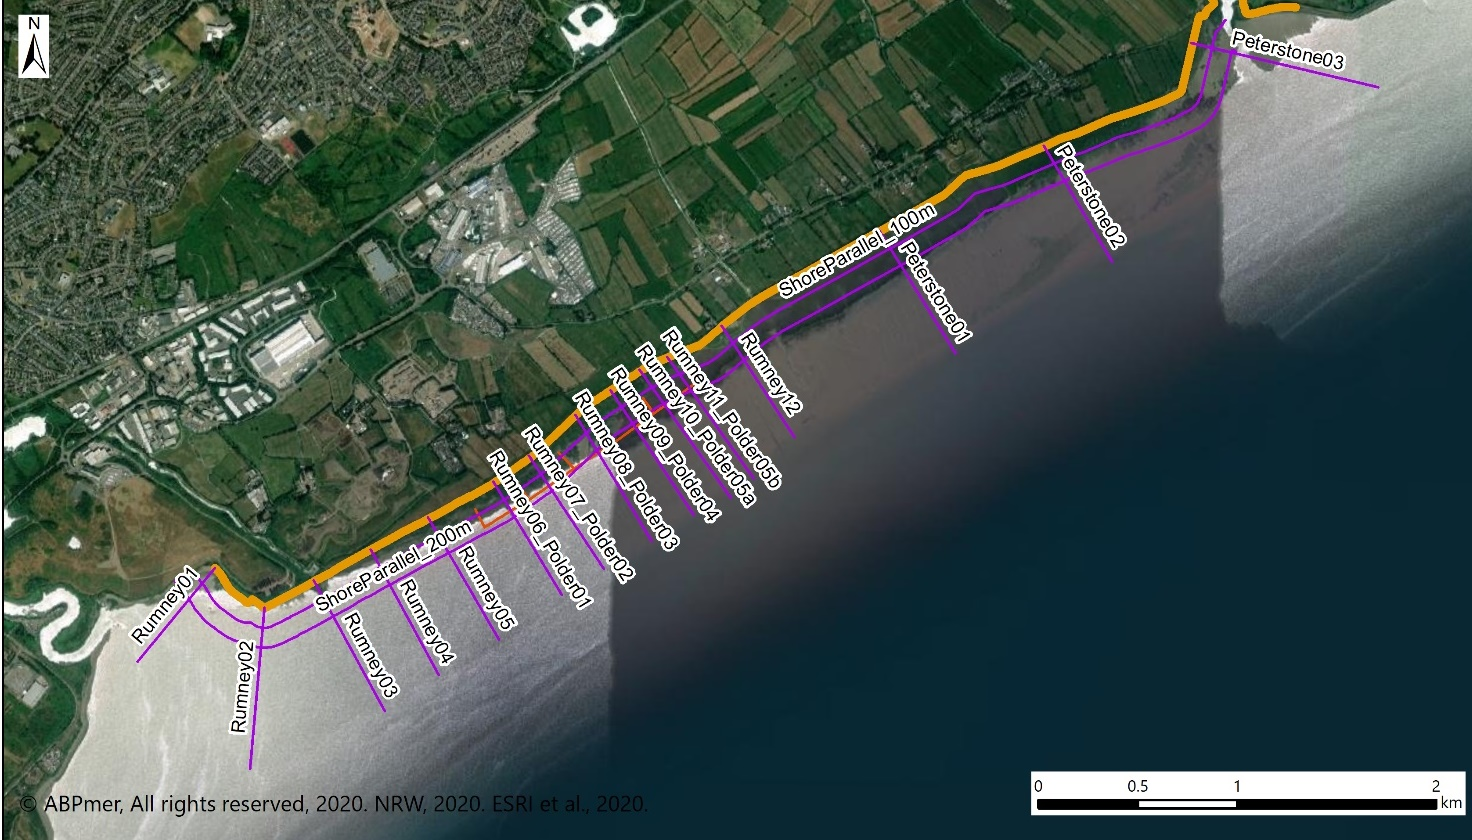 N
Peterstone03
Peterstone02
ShoreParallel_100m
Peterstone01
Rumney12
Rumney11_Polder05b
Rumney10_Polder05a
Rumney09_Polder04
Rumney08_Polder03
Rumney07_Polder02
Rumney06_Polder01
ShoreParallel_200m
Rumney05
Rumney04
Rumney03
Rumney01
Rumney02
0 0.5 1 2
km
© ABPmer, All rights reserved, 2020. NRW, 2020. ESRI et al., 2020.